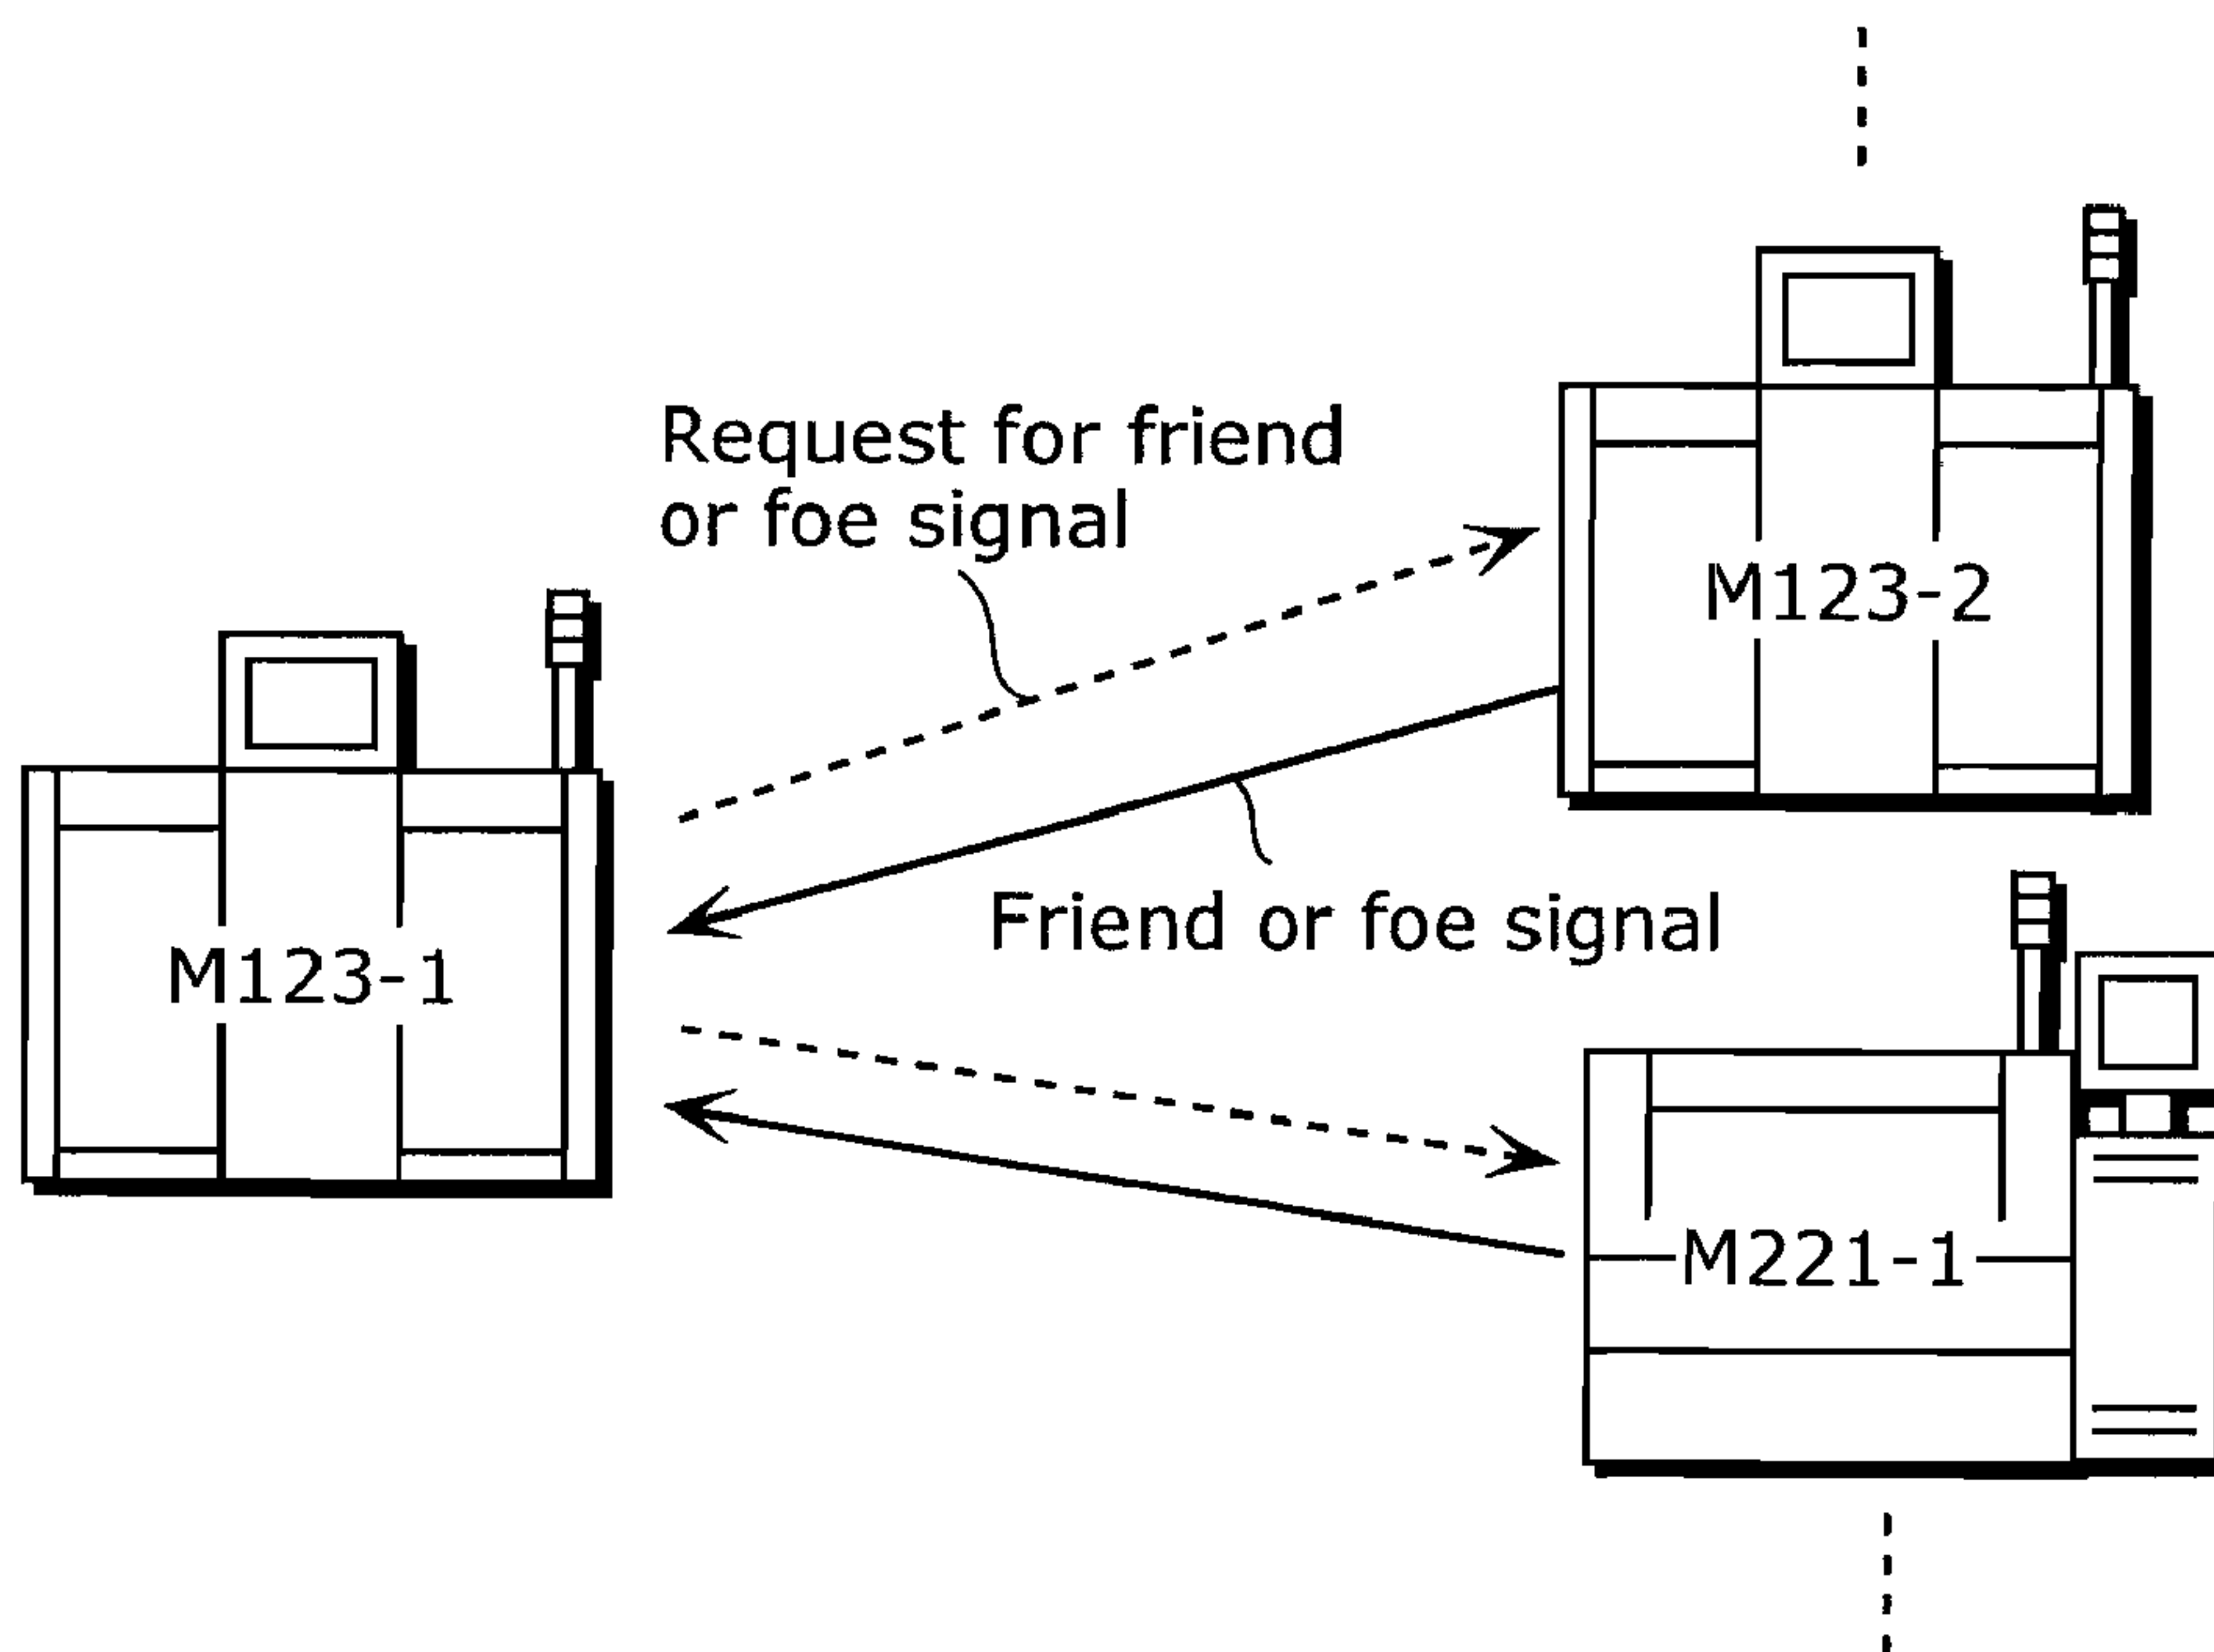 Request for friend
or foe signal
M123-2
Friend or foe signal
M123-1
M221-1